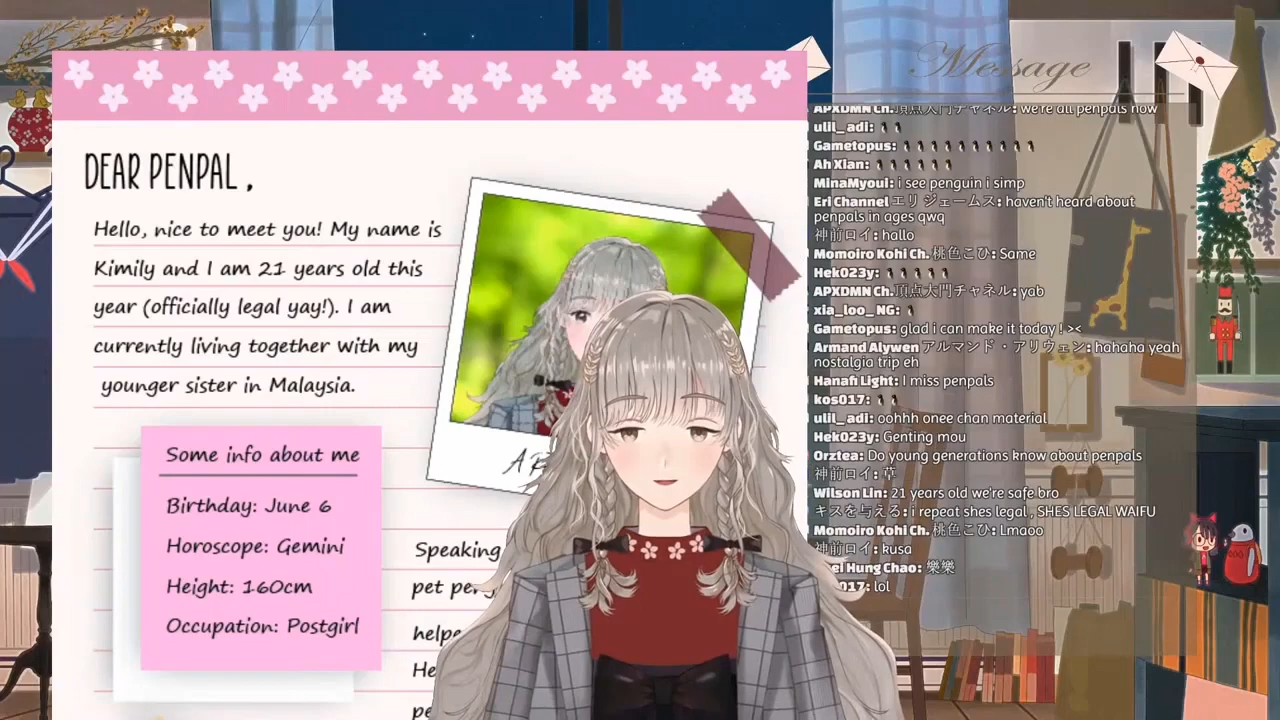 DEAR PENPAL,
Hello, nice to meet you! My name is
Kimily and I am 21 years old this
year (officially legal yay!). I am
currently living together with my
younger sister in Malaysia.
Some info about me
Birthday: June 6
Horoscope: Gemini
Height: 160cm
Occupation: Postgirl
Speaking
pet
Message
APXDMN Ch.頂点大門チャネル: we're all penpals now
ulil_adi:
Gametopus:
Ah Xian:
MinaMyoui: i see penguin i simp
Eri Channel エリ ジェームス: haven't heard about
penpals in ages qwq
神前ロイ: hallo
Momoiro Kohi Ch. 桃色こひ: Same
Hek023y:
APXDMN Ch.頂点大門チャネル: yab
xia_loo_NG:
Gametopus: glad i can make it today ! ><
Armand Alywen アルマンド・アリウェン: hahaha yeah
nostalgia trip eh
Hanafi Light: I miss penpals
kos017:
ulil_adi: oohhh onee chan material
Hek023y: Genting mou
Orztea: Do young generations know about penpals
神前ロイ: 草
Wilson Lin: 21 years old we're safe bro
キスを与える: i repeat shes legal , SHES LEGAL WAIFU
Momoiro Kohi Ch. 桃色こひ: Lmaoo
神前ロイ: kusa
Hung Chao: 樂樂
017: lol